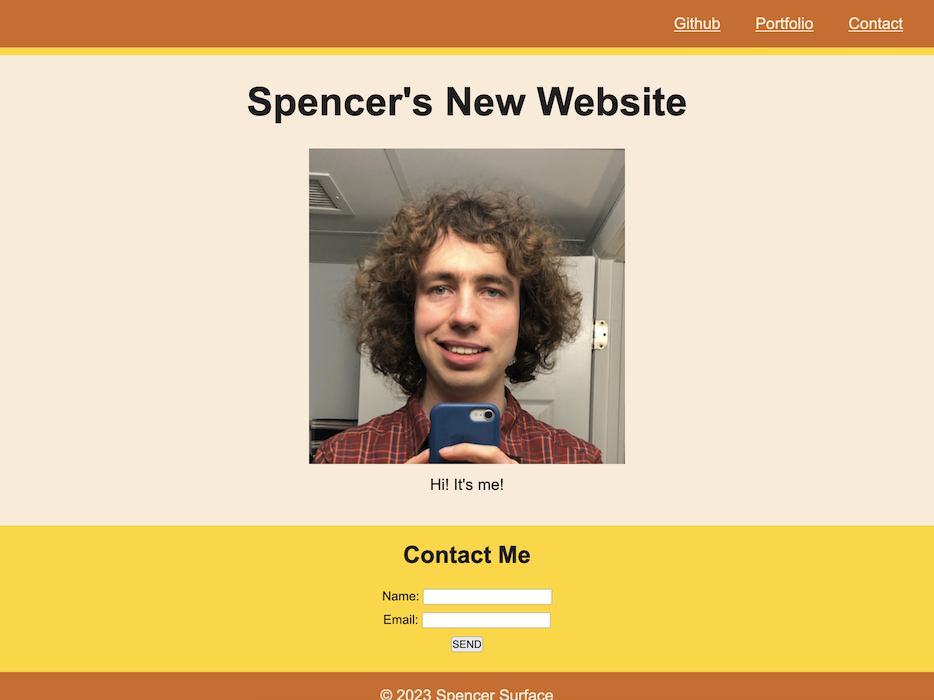 Github Portfolio Contact
Spencer's New Website
Hi! It's me!
Contact Me
Name:
Email:
SEND
© 2023 Spencer Surface